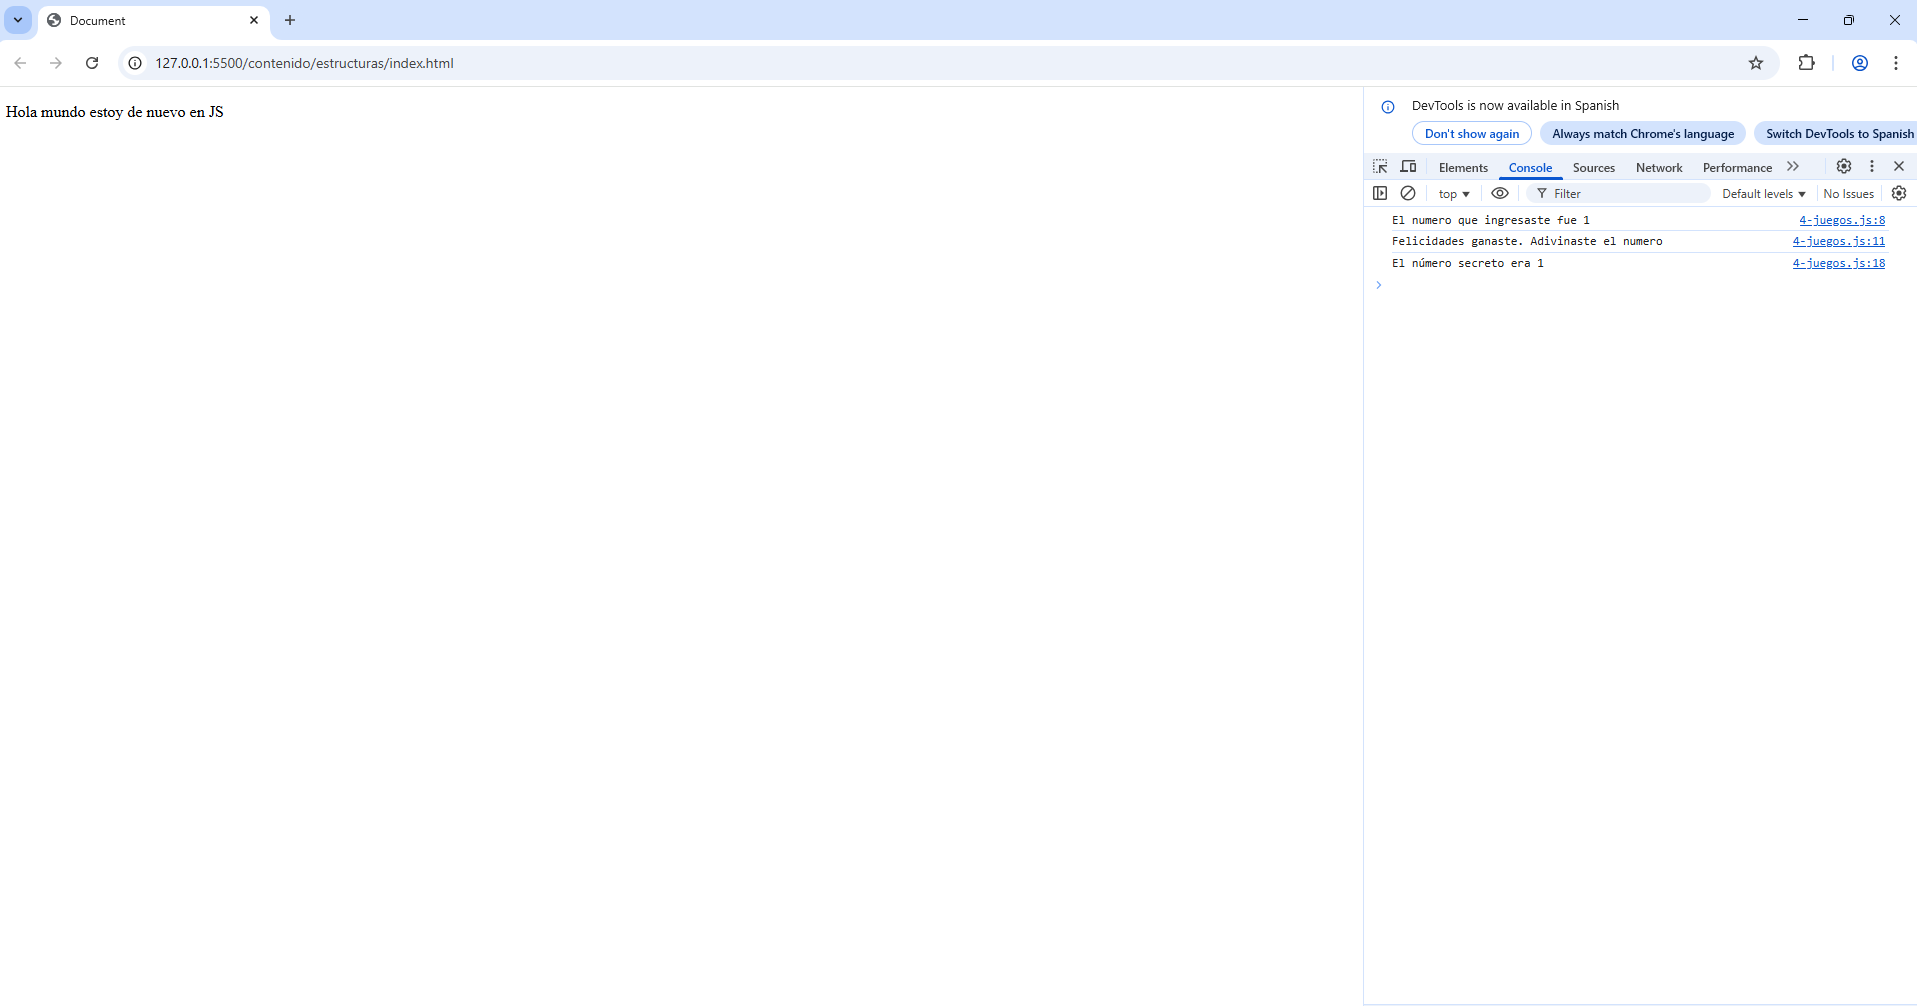 Document
127.0.0.1:5500/contenido/estructuras/index.html
Hola mundo estoy de nuevo en JS
DevTools is now available in Spanish
Don't show again
Always match Chrome's language
Switch DevTools to Spanish
Elements Console Sources Network Performance
top Filter Default levels No Issues
El numero que ingresaste fue 1 4-juegos.js:8
Felicidades ganaste. Adivinaste el numero 4-juegos.js:11
El número secreto era 1 4-juegos.js:18